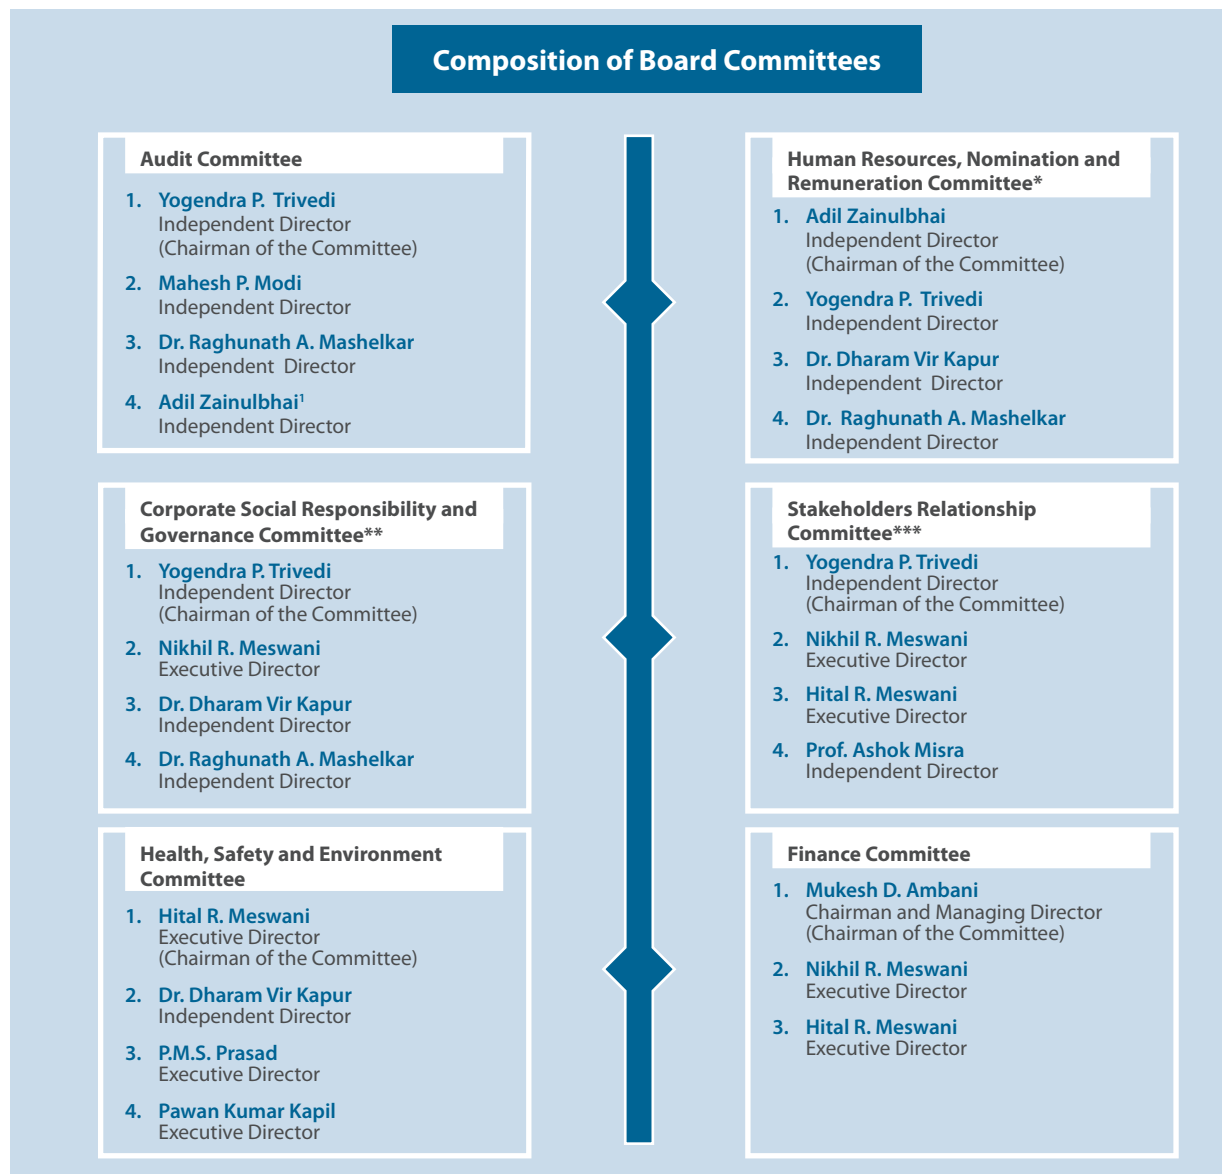 Composition of Board Committees
Audit Committee
1. Yogendra P. Trivedi
Independent Director
(Chairman of the Committee)
2. Mahesh P. Modi
Independent Director
3. Dr. Raghunath A. Mashelkar
Independent Director
4. Adil Zainulbhai¹
Independent Director
Human Resources, Nomination and
Remuneration Committee*
1. Adil Zainulbhai
Independent Director
(Chairman of the Committee)
2. Yogendra P. Trivedi
Independent Director
3. Dr. Dharam Vir Kapur
Independent Director
4. Dr. Raghunath A. Mashelkar
Independent Director
Corporate Social Responsibility and
Governance Committee**
1. Yogendra P. Trivedi
Independent Director
(Chairman of the Committee)
2. Nikhil R. Meswani
Executive Director
3. Dr. Dharam Vir Kapur
Independent Director
4. Dr. Raghunath A. Mashelkar
Independent Director
Stakeholders Relationship
Committee***
1. Yogendra P. Trivedi
Independent Director
(Chairman of the Committee)
2. Nikhil R. Meswani
Executive Director
3. Hital R. Meswani
Executive Director
4. Prof. Ashok Misra
Independent Director
Health, Safety and Environment
Committee
1. Hital R. Meswani
Executive Director
(Chairman of the Committee)
2. Dr. Dharam Vir Kapur
Independent Director
3. P.M.S. Prasad
Executive Director
4. Pawan Kumar Kapil
Executive Director
Finance Committee
1. Mukesh D. Ambani
Chairman and Managing Director
(Chairman of the Committee)
2. Nikhil R. Meswani
Executive Director
3. Hital R. Meswani
Executive Director